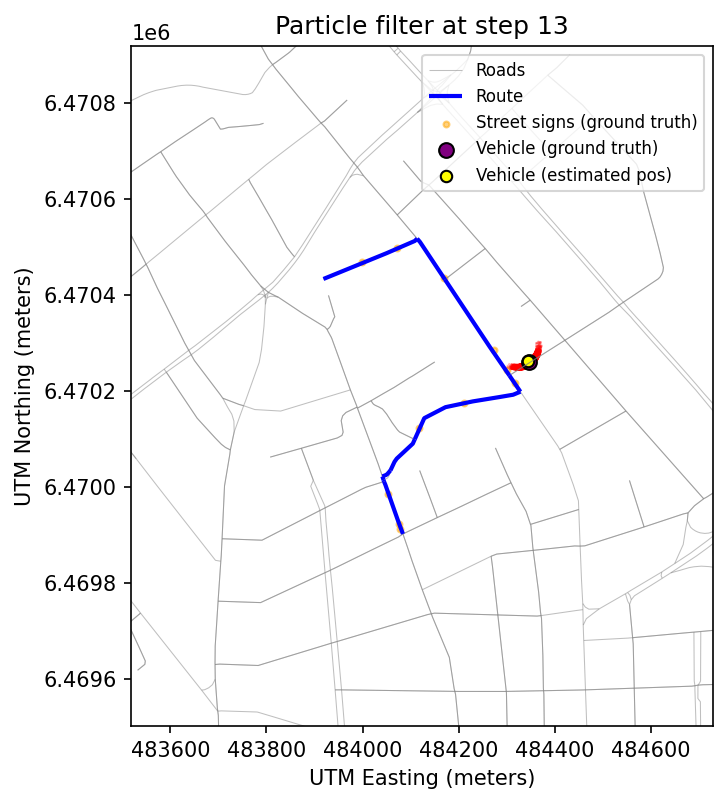 Particle filter at step 13
1e6
Roads
Route
Street signs (ground truth)
Vehicle (ground truth)
Vehicle (estimated pos)
6.4708
6.4706
6.4704
6.4702
6.4700
6.4698
6.4696
UTM Northing (meters)
483600 483800 484000 484200 484400 484600
UTM Easting (meters)